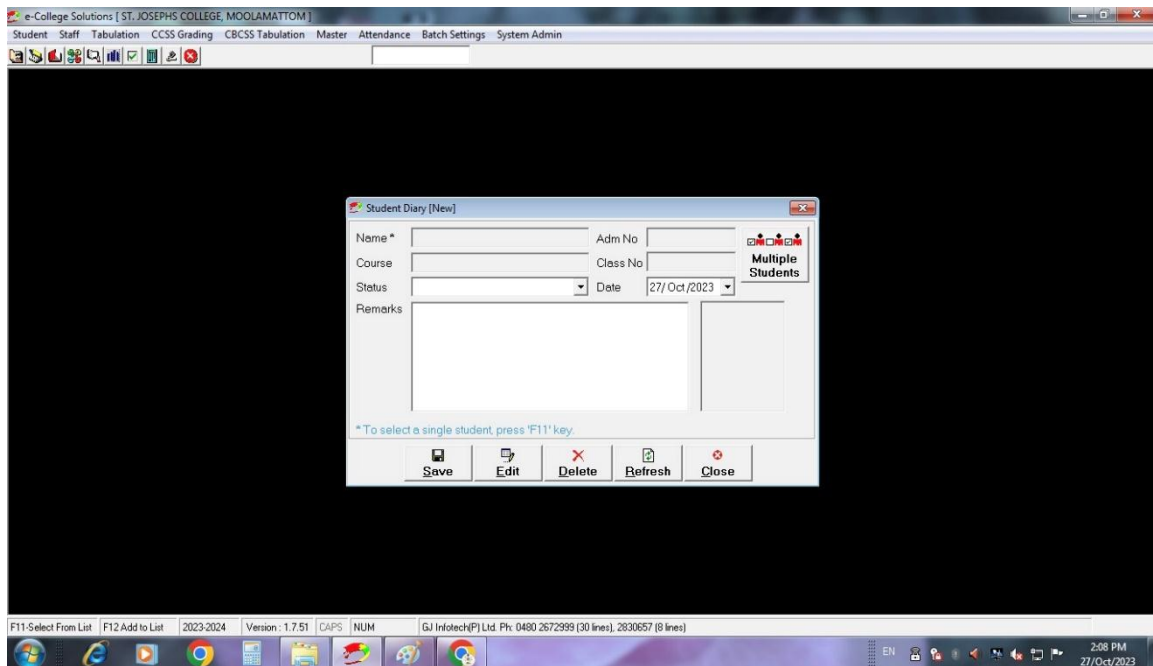 e-College Solutions [ ST. JOSEPHS COLLEGE, MOOLAMATTOM ]
Student Staff Tabulation CCSS Grading CBCSS Tabulation Master Attendance Batch Settings System Admin
Student Diary [New]
Name * Adm No
Course Class No
Multiple
Students
Status Date 27/ Oct /2023
Remarks
* To select a single student, press 'F11' key.
Save Edit Delete Refresh Close
F11-Select From List F12 Add to List 2023-2024 Version : 1.7.51 CAPS NUM GJ Infotech(P) Ltd. Ph: 0480 2672999 (30 lines), 2830657 (8 lines)
EN 2:08 PM
27/Oct/2023